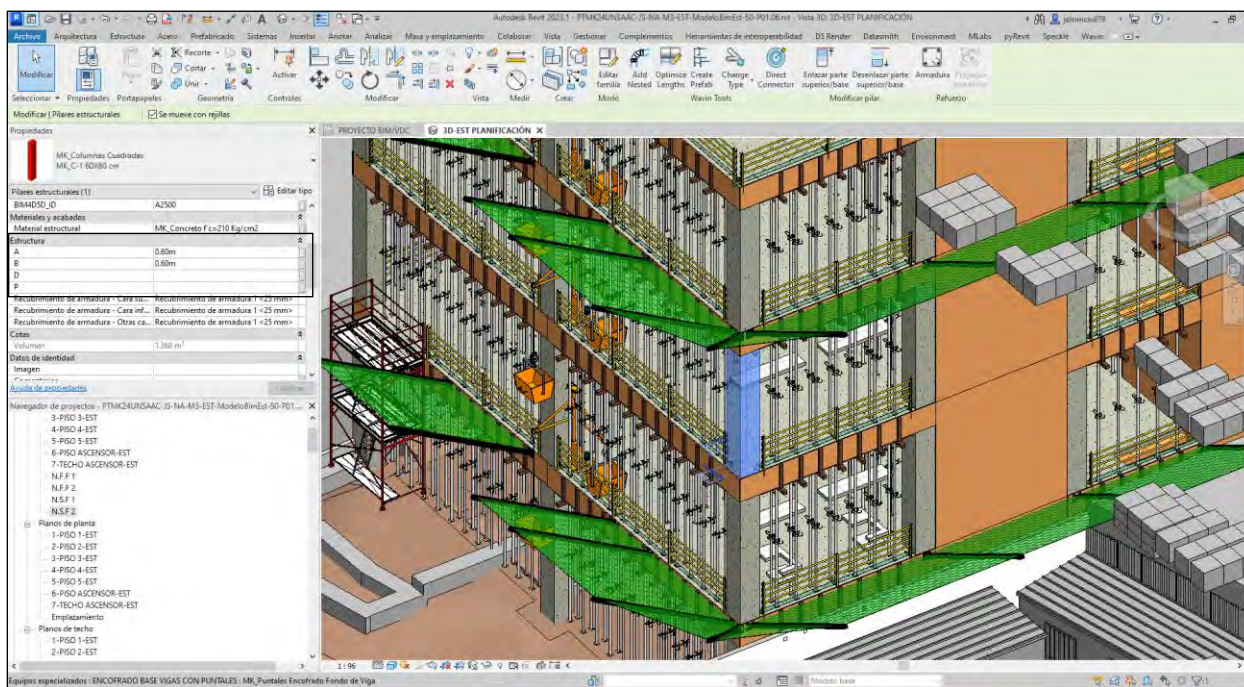 Autodesk Revit 2023.1 - PTMK24UNSAAC-JS-NA-M3-EST-ModeloBimEst-50-P01.06.rvt - Vista 3D: 3D-EST PLANIFICACIÓN
Archivo Arquitectura Estructura Acero Prefabricado Sistemas Insertar Anotar Analizar Masa y emplazamiento Colaborar Vista Gestionar Complementos Herramientas de interoperabilidad D5 Render Datasmith Environment MLabs pyRevit Speckle Wavin
Modificar Pegar Recorte Cortar Unir Activar Editar familia Add Nested Optimize Lengths Create Prefab Change Type Direct Connector Enlazar parte superior/base Desenlazar parte superior/base Armadura
Seleccionar Propiedades Portapapeles Geometría Controles Modificar Vista Medir Crear Modo Wavin Tools Modificar pilar Refuerzo
Modificar | Pilares estructurales Se mueve con rejillas
Propiedades
PROYECTO BIM/VDC 3D-EST PLANIFICACIÓN
MK_Columnas Cuadradas
MK_C-1 60X60 cm
Pilares estructurales (1) Editar tipo
BIM4D5D_ID A2500
Materiales y acabados
Material estructural MK_Concreto f'c=210 Kg/cm2
Estructura
A 0.60m
B 0.60m
D
P
Recubrimiento de armadura - Cara su... Recubrimiento de armadura 1 <25 mm>
Recubrimiento de armadura - Cara inf... Recubrimiento de armadura 1 <25 mm>
Recubrimiento de armadura - Otras ca... Recubrimiento de armadura 1 <25 mm>
Cotas
Volumen 1.368 m³
Datos de identidad
Imagen
Ayuda de propiedades
Navegador de proyectos - PTMK24UNSAAC-JS-NA-M3-EST-ModeloBimEst-50-P01....
3-PISO 3-EST
4-PISO 4-EST
5-PISO 5-EST
6-PISO ASCENSOR-EST
7-TECHO ASCENSOR-EST
N.F.F 1
N.F.F 2
N.S.F 1
N.S.F 2
Planos de planta
1-PISO 1-EST
2-PISO 2-EST
3-PISO 3-EST
4-PISO 4-EST
5-PISO 5-EST
6-PISO ASCENSOR-EST
7-TECHO ASCENSOR-EST
Emplazamiento
Planos de techo
1-PISO 1-EST
2-PISO 2-EST
1 : 96
Equipos especializados : ENCOFRADO BASE VIGAS CON PUNTALES : MK_Puntales Encofrado Fondo de Viga :0 Modelo base :1